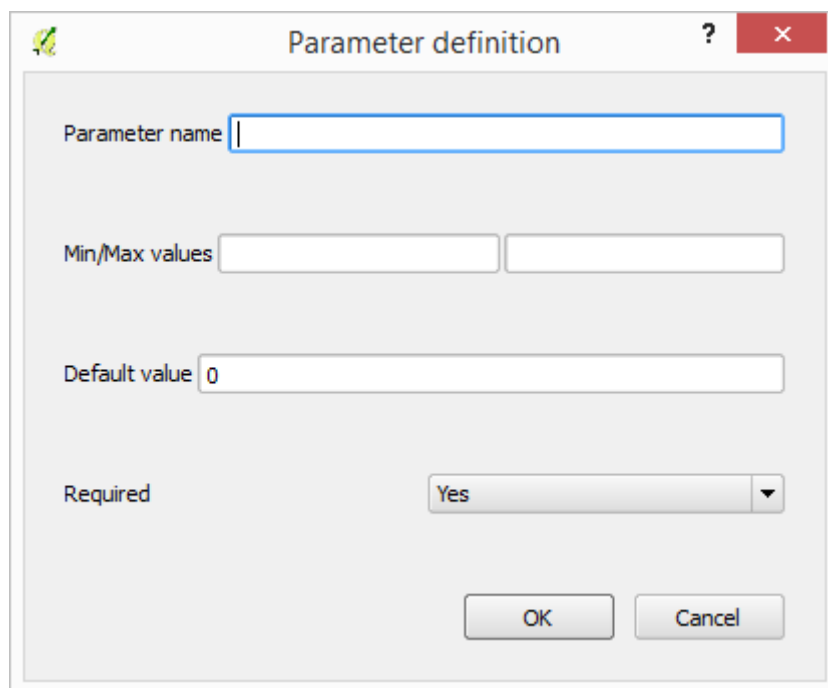 Parameter definition ? ×
Parameter name
Min/Max values
Default value 0
Required Yes
OK Cancel